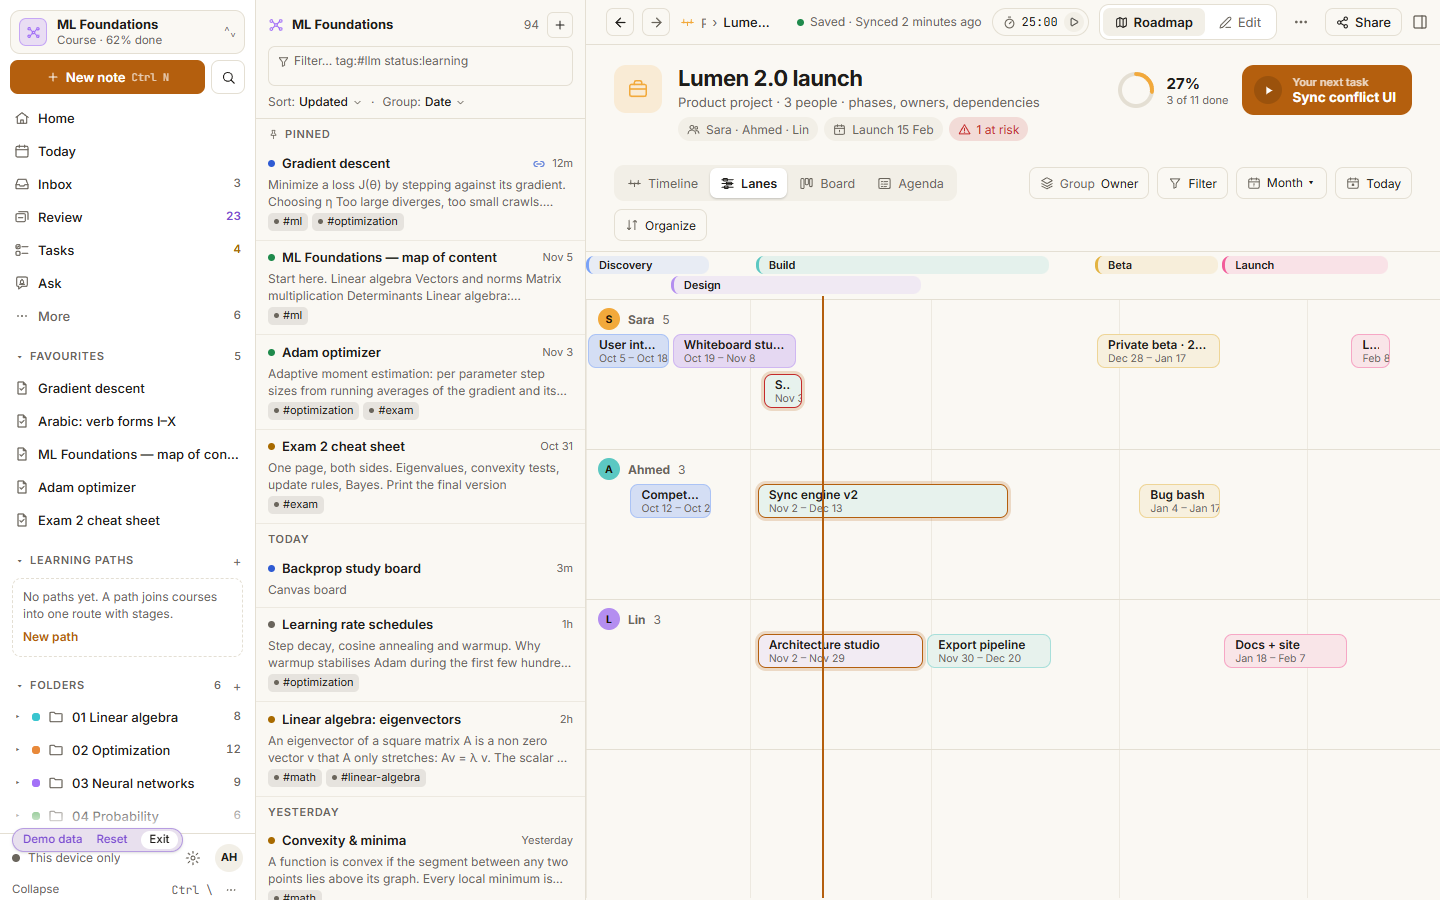 ML Foundations
Course · 62% done
New note Ctrl N
Home
Today
Inbox 3
Review 23
Tasks 4
Ask
More 6
FAVOURITES 5
Gradient descent
Arabic: verb forms I–X
ML Foundations — map of con...
Adam optimizer
Exam 2 cheat sheet
LEARNING PATHS +
No paths yet. A path joins courses
into one route with stages.
New path
FOLDERS 6 +
01 Linear algebra 8
02 Optimization 12
03 Neural networks 9
04 Probability 6
Demo data Reset Exit
This device only AH
Collapse Ctrl \ ...
ML Foundations 94 +
Filter... tag:#llm status:learning
Sort: Updated · Group: Date
PINNED
Gradient descent 12m
Minimize a loss J(θ) by stepping against its gradient.
Choosing η Too large diverges, too small crawls....
#ml #optimization
ML Foundations — map of content Nov 5
Start here. Linear algebra Vectors and norms Matrix
multiplication Determinants Linear algebra:...
#ml
Adam optimizer Nov 3
Adaptive moment estimation: per parameter step
sizes from running averages of the gradient and its...
#optimization #exam
Exam 2 cheat sheet Oct 31
One page, both sides. Eigenvalues, convexity tests,
update rules, Bayes. Print the final version
#exam
TODAY
Backprop study board 3m
Canvas board
Learning rate schedules 1h
Step decay, cosine annealing and warmup. Why
warmup stabilises Adam during the first few hundre...
#optimization
Linear algebra: eigenvectors 2h
An eigenvector of a square matrix A is a non zero
vector v that A only stretches: Av = λ v. The scalar ...
#math #linear-algebra
YESTERDAY
Convexity & minima Yesterday
A function is convex if the segment between any two
points lies above its graph. Every local minimum is...
#math
Lume... Saved · Synced 2 minutes ago 25:00 Roadmap Edit ... Share
Lumen 2.0 launch
Product project · 3 people · phases, owners, dependencies
Sara · Ahmed · Lin Launch 15 Feb 1 at risk
27%
3 of 11 done
Your next task
Sync conflict UI
Timeline Lanes Board Agenda Group Owner Filter Month Today
Organize
Discovery Build Beta Launch
Design
S Sara 5
User int... Whiteboard stu... Private beta · 2... L...
Oct 5 – Oct 18 Oct 19 – Nov 8 Dec 28 – Jan 17 Feb 8
S..
Nov 3
A Ahmed 3
Compet... Sync engine v2 Bug bash
Oct 12 – Oct 2 Nov 2 – Dec 13 Jan 4 – Jan 17
L Lin 3
Architecture studio Export pipeline Docs + site
Nov 2 – Nov 29 Nov 30 – Dec 20 Jan 18 – Feb 7